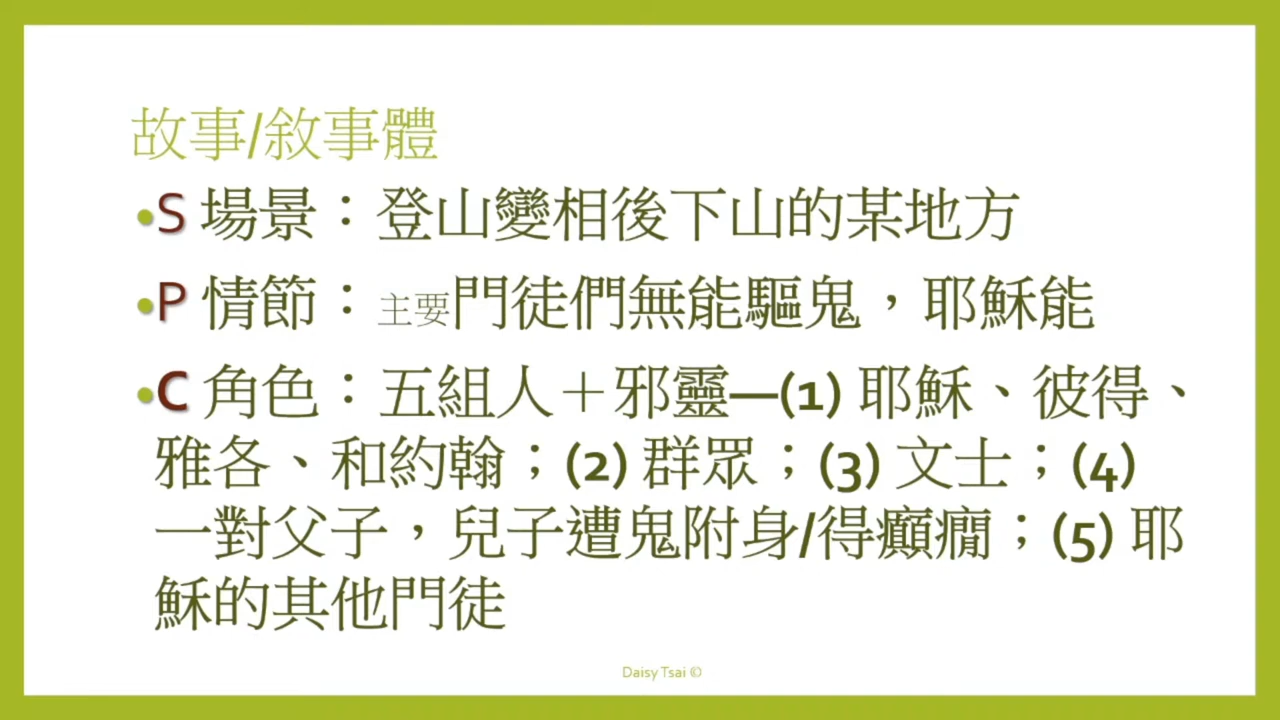 故事/敘事體
•S 場景：登山變相後下山的某地方
•P 情節：主要門徒們無能驅鬼，耶穌能
•C 角色：五組人＋邪靈—(1) 耶穌、彼得、
雅各、和約翰；(2) 群眾；(3) 文士；(4)
一對父子，兒子遭鬼附身/得癲癇；(5) 耶
穌的其他門徒
Daisy Tsai ©